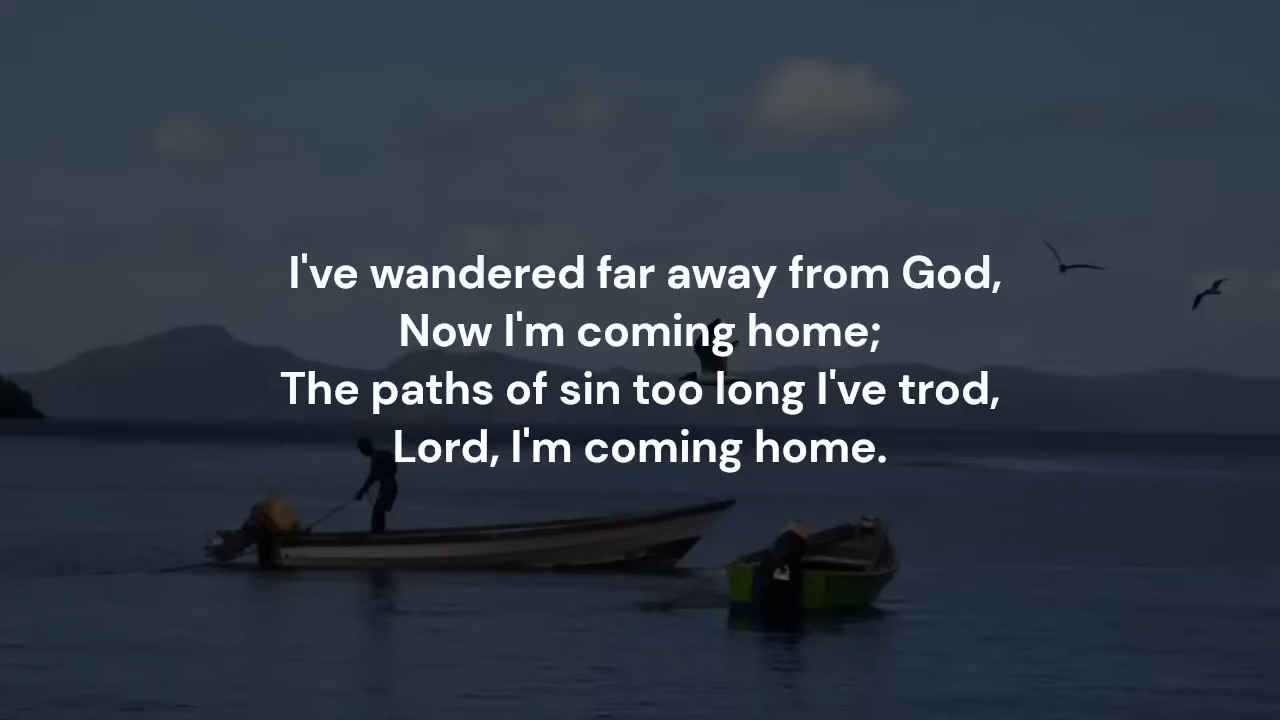 I've wandered far away from God,
Now I'm coming home;
The paths of sin too long I've trod,
Lord, I'm coming home.